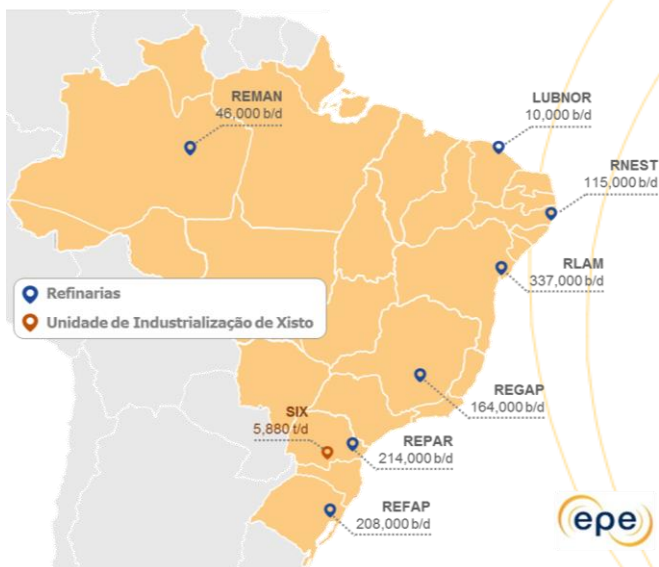 REMAN
46,000 b/d
LUBNOR
10,000 b/d
RNEST
115,000 b/d
RLAM
337,000 b/d
Refinarias
Unidade de Industrialização de Xisto
REGAP
164,000 b/d
SIX
5,880 t/d
REPAR
214,000 b/d
REFAP
208,000 b/d
epe